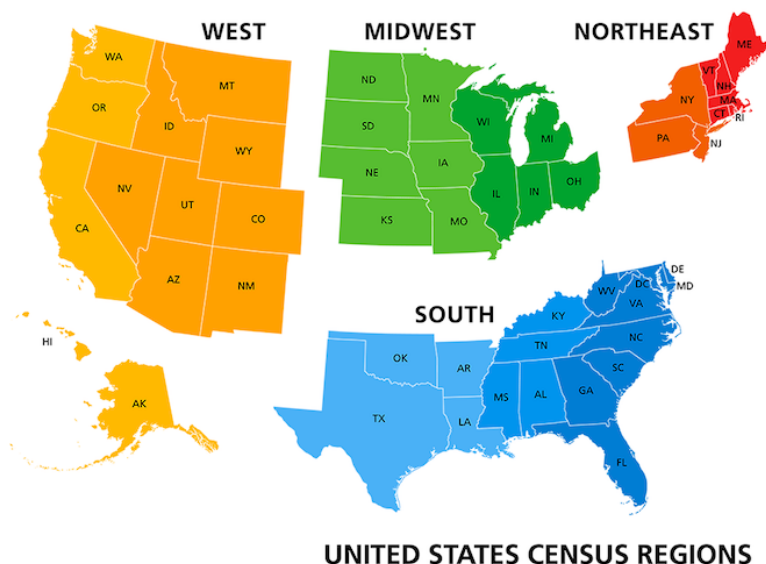 WEST
MIDWEST
NORTHEAST
WA
OR
CA
NV
ID
MT
WY
UT
CO
AZ
NM
HI
AK
ND
SD
NE
KS
MN
IA
MO
WI
IL
MI
IN
OH
ME
VT
NH
MA
CT
RI
NY
PA
NJ
SOUTH
OK
TX
AR
LA
KY
TN
MS
AL
WV
DC
VA
DE
MD
NC
SC
GA
FL
UNITED STATES CENSUS REGIONS